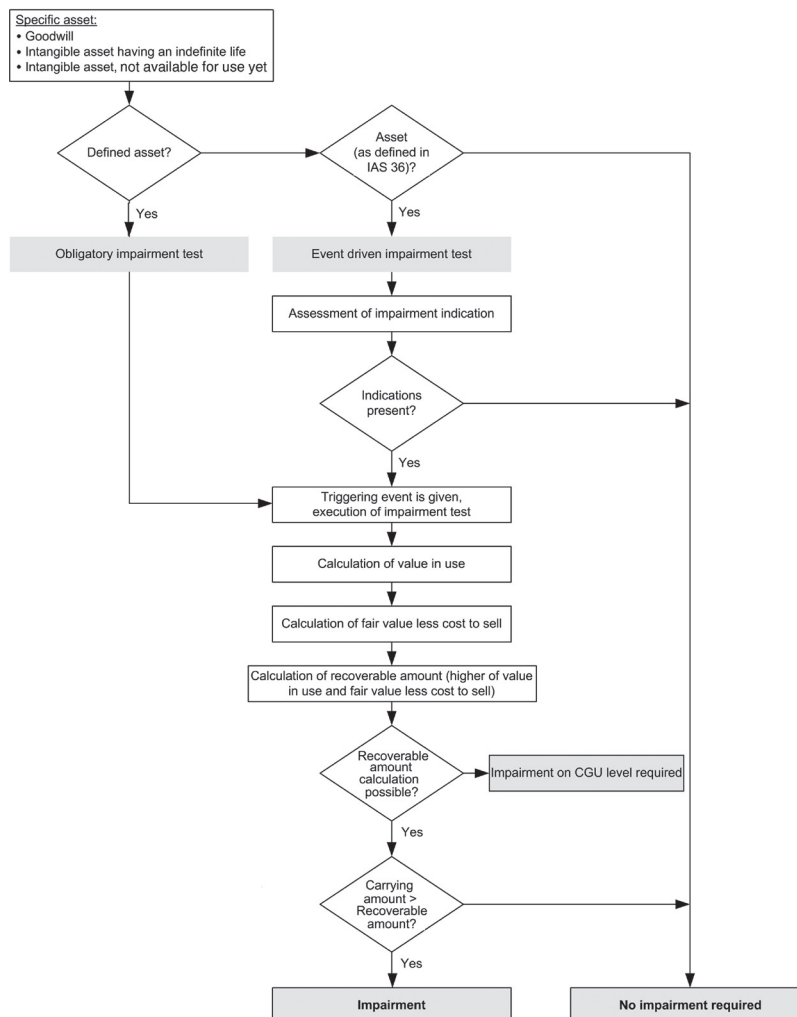 Specific asset:
• Goodwill
• Intangible asset having an indefinite life
• Intangible asset, not available for use yet
Defined asset?
Asset
(as defined in
IAS 36)?
Yes
Yes
Obligatory impairment test
Event driven impairment test
Assessment of impairment indication
Indications
present?
Yes
Triggering event is given,
execution of impairment test
Calculation of value in use
Calculation of fair value less cost to sell
Calculation of recoverable amount (higher of value
in use and fair value less cost to sell)
Recoverable
amount
calculation
possible?
Impairment on CGU level required
Yes
Carrying
amount >
Recoverable
amount?
Yes
Impairment
No impairment required